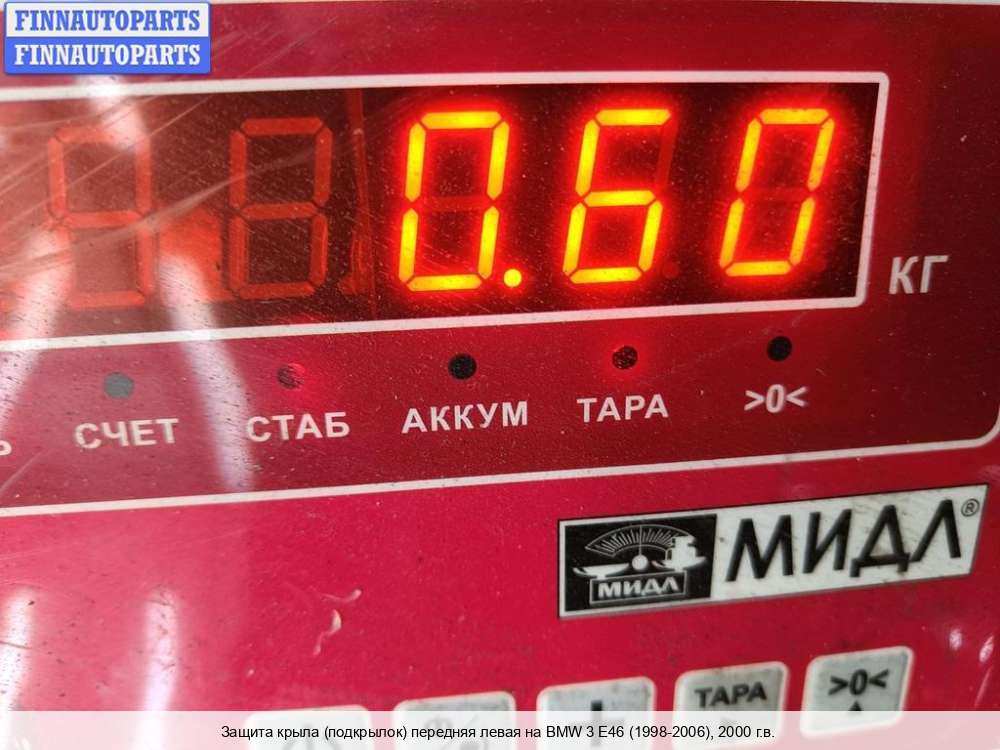 FINNAUTOPARTS
FINNAUTOPARTS
0.60
КГ
СЧЕТ СТАБ АККУМ ТАРА >0<
МИДЛ МИДЛ®
ТАРА >0<
Защита крыла (подкрылок) передняя левая на BMW 3 E46 (1998-2006), 2000 г.в.